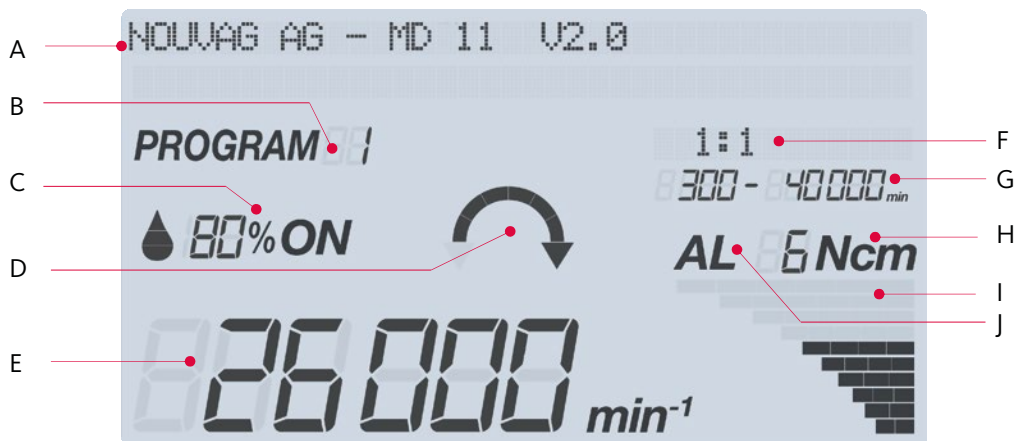 A NOUVAG AG - MD 11 V2.0
B PROGRAM 1
1:1 F
300 - 40000 min G
C 80% ON
D
AL 6 Ncm H
I
J
E 26000 min-1